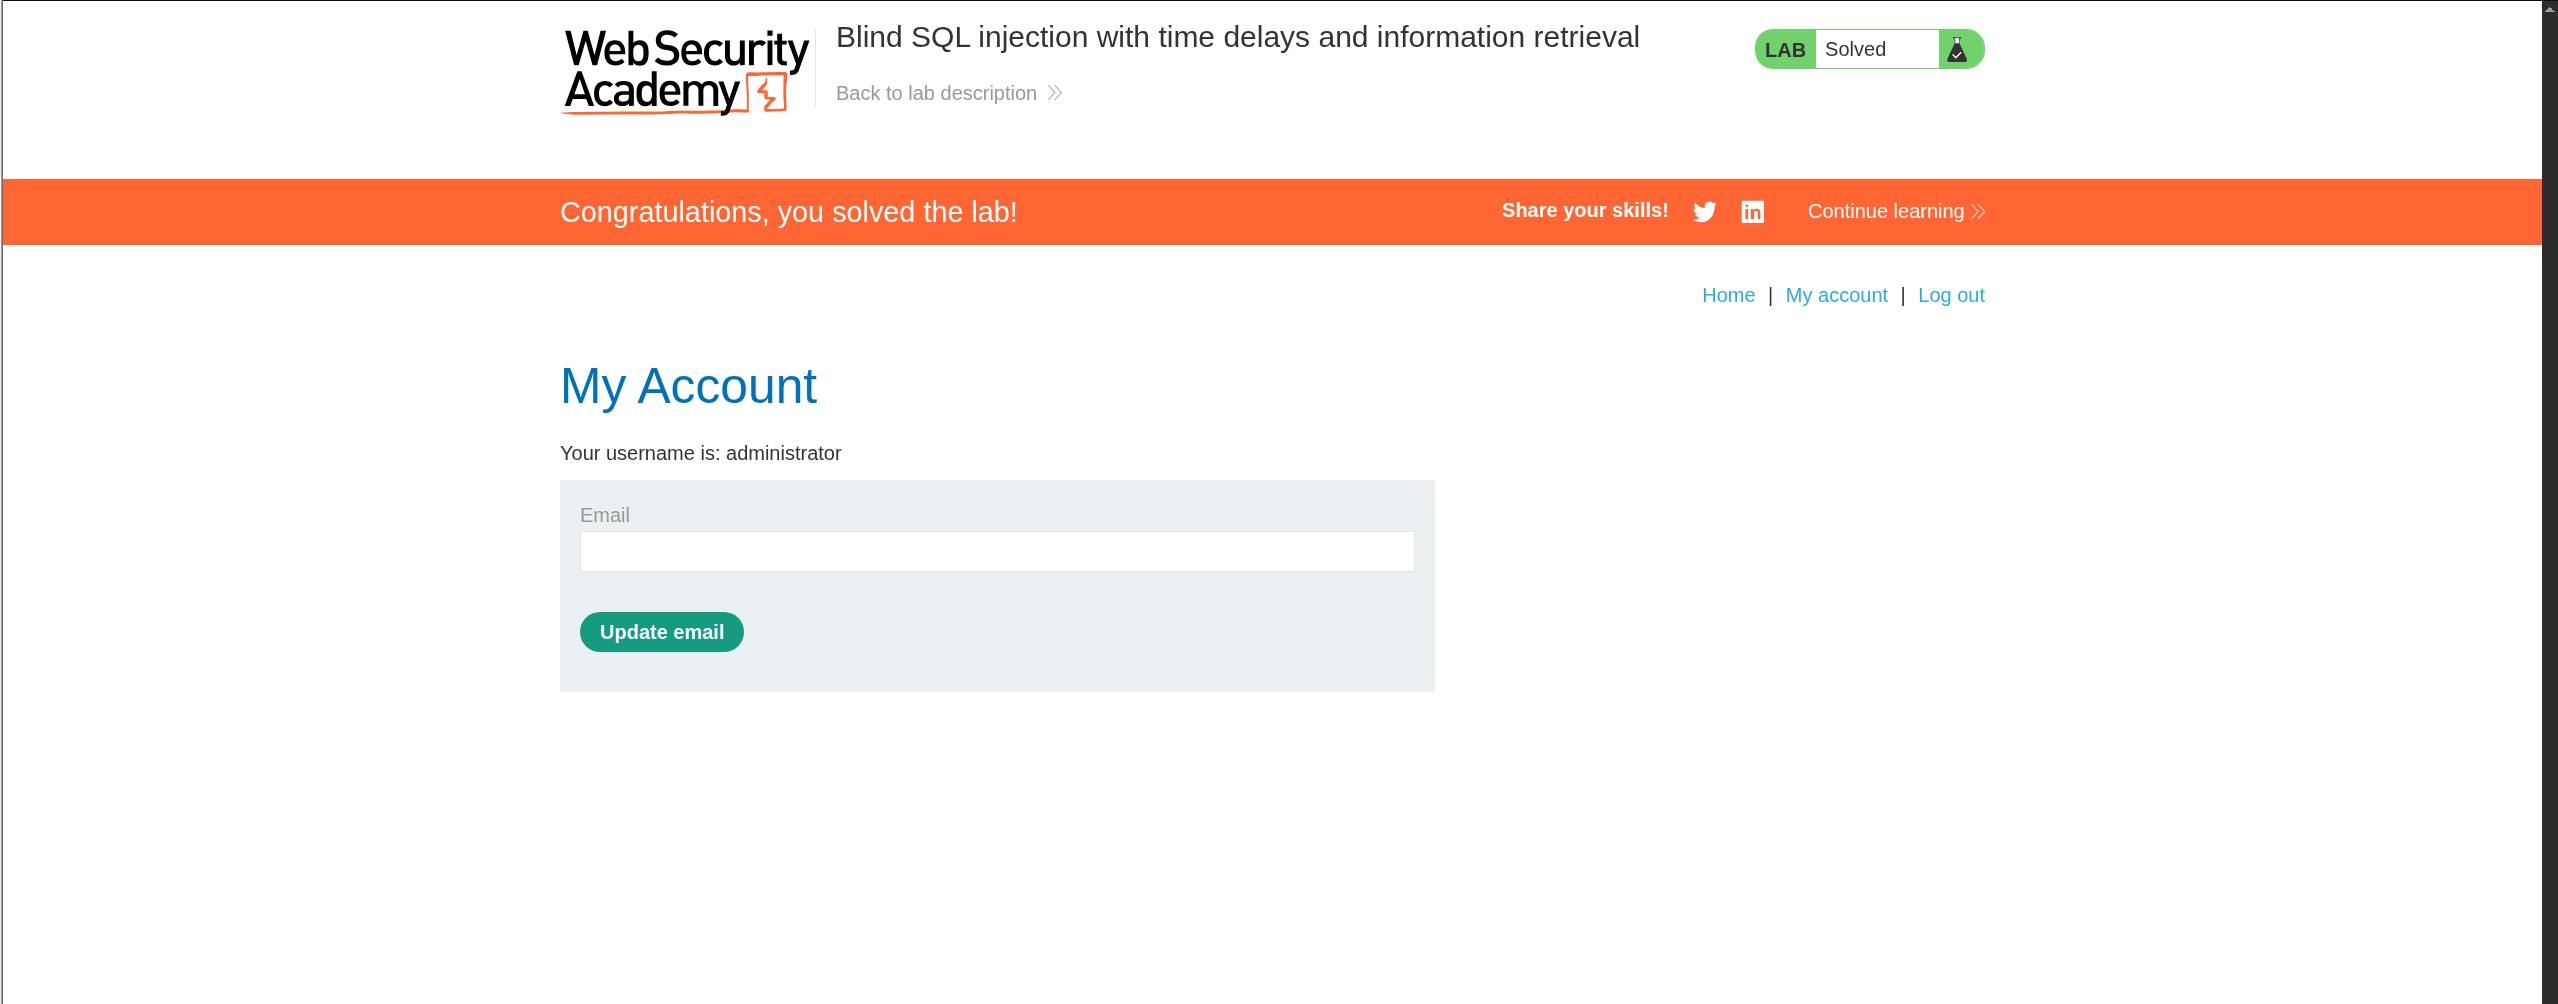 Web Security
Academy
Blind SQL injection with time delays and information retrieval
Back to lab description
LAB Solved
Congratulations, you solved the lab!
Share your skills!
Continue learning
Home | My account | Log out
My Account
Your username is: administrator
Email
Update email